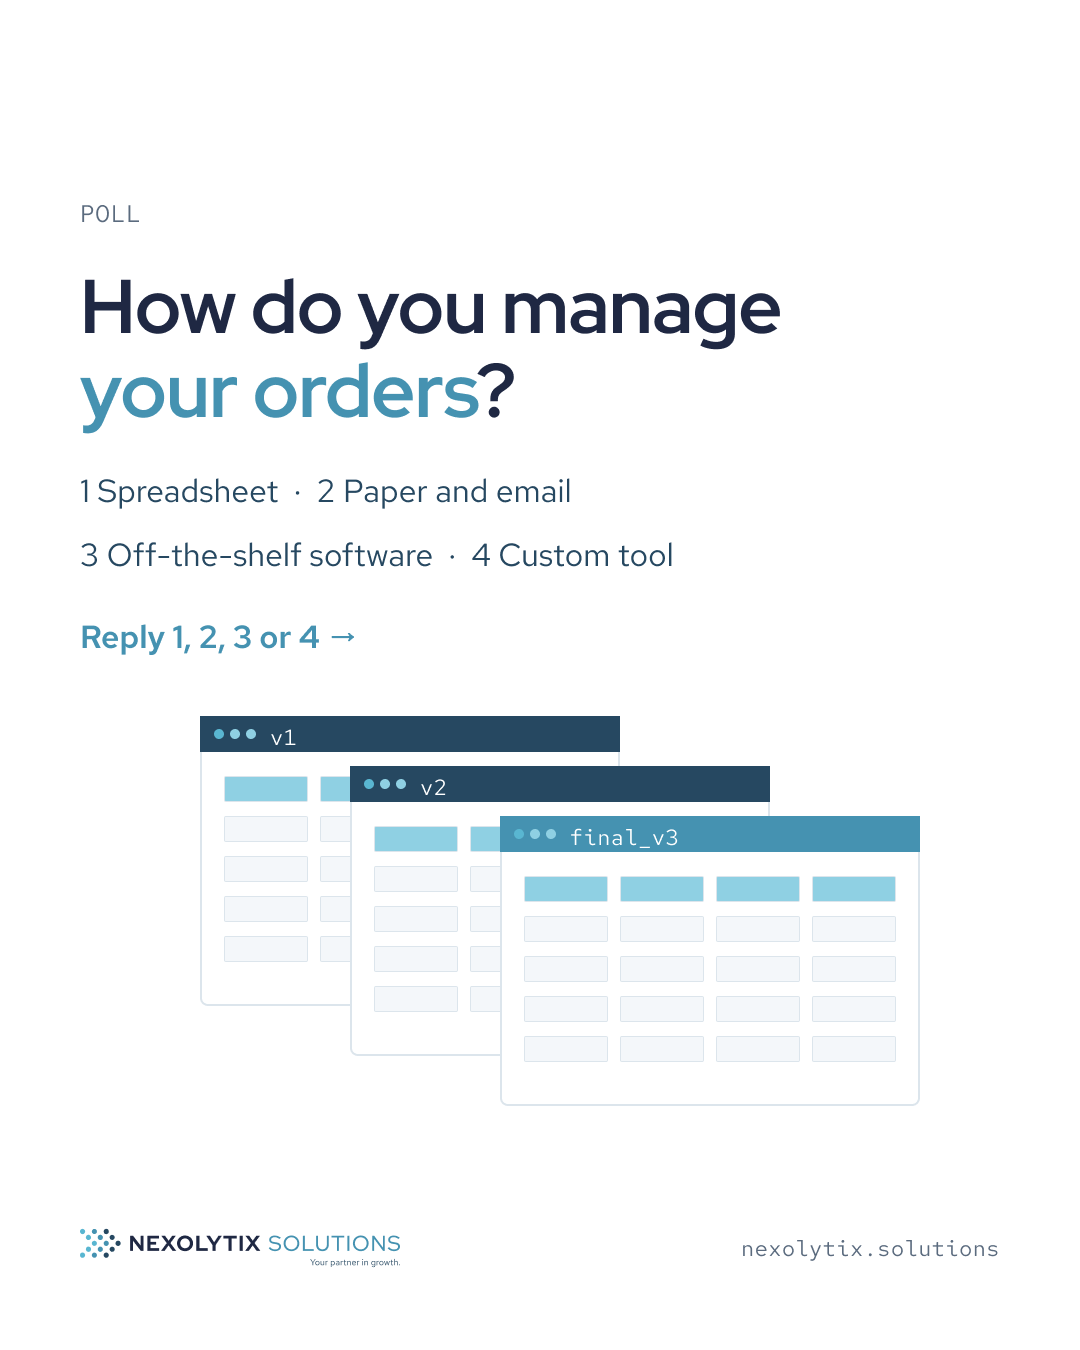 POLL
How do you manage
your orders?
1 Spreadsheet · 2 Paper and email
3 Off-the-shelf software · 4 Custom tool
Reply 1, 2, 3 or 4 →
v1
v2
final_v3
NEXOLYTIX SOLUTIONS
Your partner in growth.
nexolytix.solutions